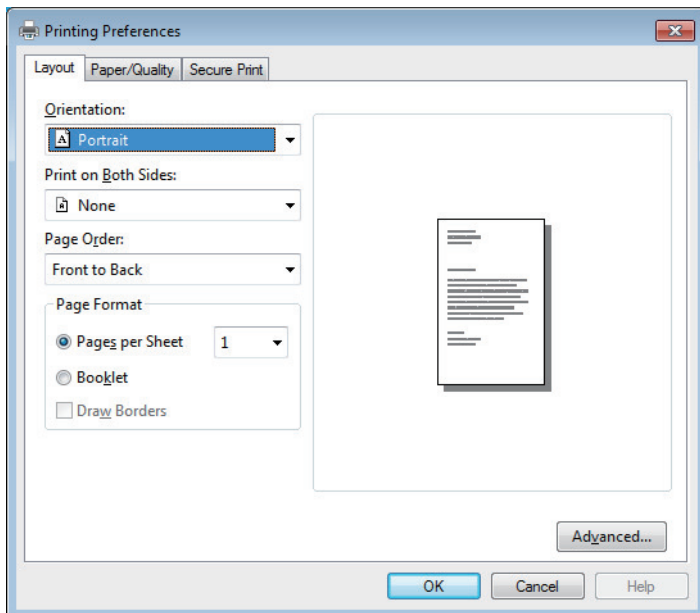 Printing Preferences
Layout
Paper/Quality
Secure Print
Orientation:
Portrait
Print on Both Sides:
None
Page Order:
Front to Back
Page Format
Pages per Sheet 1
Booklet
Draw Borders
Advanced...
OK
Cancel
Help